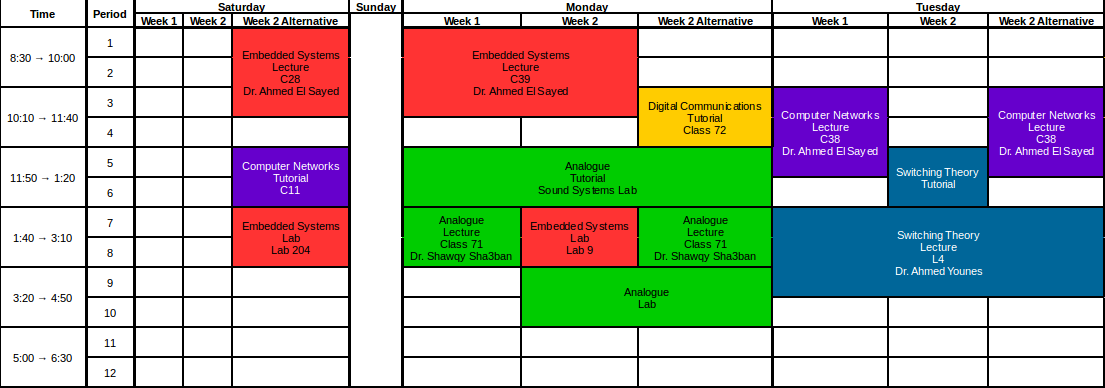 Time Period Saturday Sunday Monday Tuesday
Week 1 Week 2 Week 2 Alternative Week 1 Week 2 Week 2 Alternative Week 1 Week 2 Week 2 Alternative
8:30 → 10:00
1
2
10:10 → 11:40
3
4
11:50 → 1:20
5
6
1:40 → 3:10
7
8
3:20 → 4:50
9
10
5:00 → 6:30
11
12
Embedded Systems
Lecture
C28
Dr. Ahmed El Sayed
Computer Networks
Tutorial
C11
Embedded Systems
Lab
Lab 204
Embedded Systems
Lecture
C39
Dr. Ahmed El Sayed
Digital Communications
Tutorial
Class 72
Analogue
Tutorial
Sound Systems Lab
Analogue
Lecture
Class 71
Dr. Shawqy Sha3ban
Embedded Systems
Lab
Lab 9
Analogue
Lecture
Class 71
Dr. Shawqy Sha3ban
Analogue
Lab
Computer Networks
Lecture
C38
Dr. Ahmed El Sayed
Switching Theory
Tutorial
Computer Networks
Lecture
C38
Dr. Ahmed El Sayed
Switching Theory
Lecture
L4
Dr. Ahmed Younes